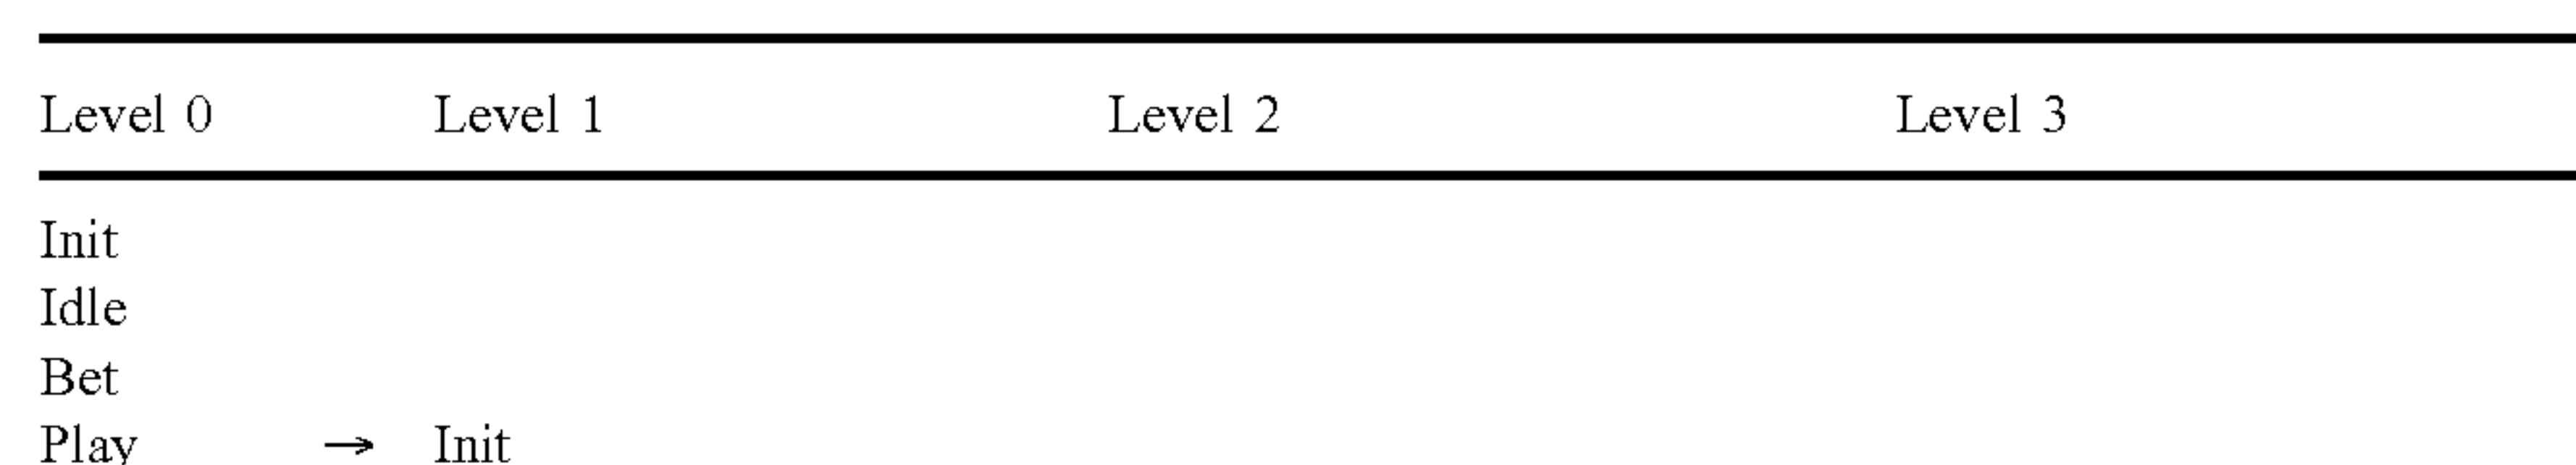 Level 0 Level 1 Level 2 Level 3
Init
Idle
Bet
Play → Init